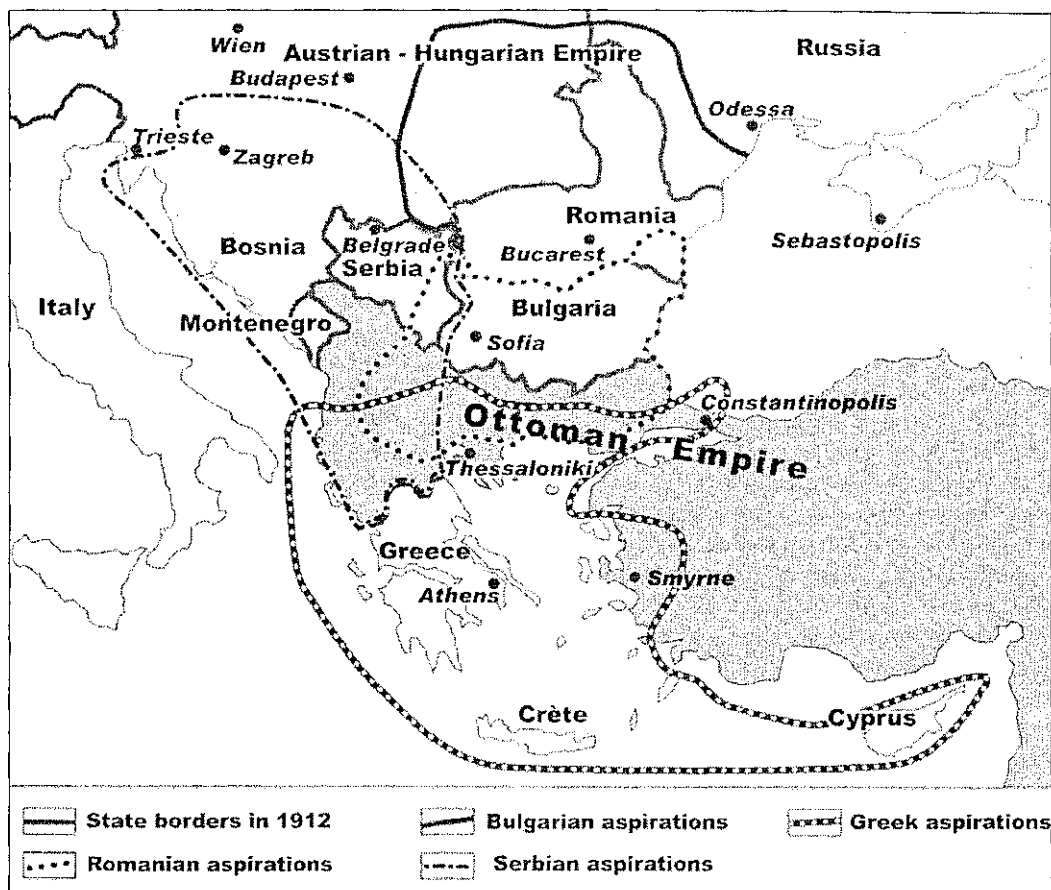 Wien
Austrian - Hungarian Empire
Russia
Budapest
Odessa
Trieste
Zagreb
Romania
Sebastopolis
Bosnia
Belgrade
Bucarest
Serbia
Italy
Bulgaria
Montenegro
Sofia
Constantinopolis
Ottoman Empire
Thessaloniki
Greece
Smyrne
Athens
Crète
Cyprus
State borders in 1912
Bulgarian aspirations
Greek aspirations
Romanian aspirations
Serbian aspirations